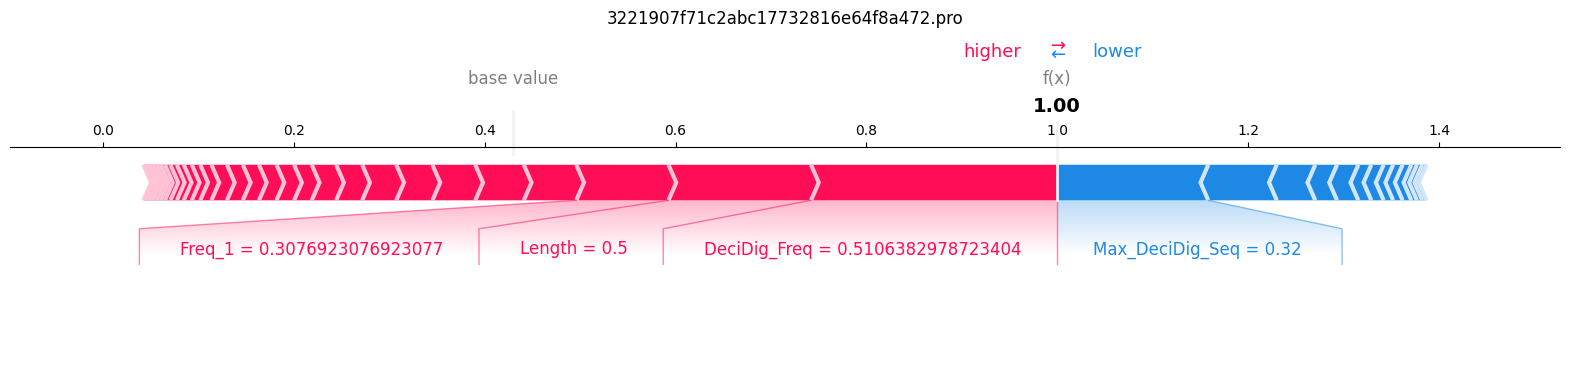 3221907f71c2abc17732816e64f8a472.pro
higher ⇄ lower
base value f(x)
1.00
0.0 0.2 0.4 0.6 0.8 1.0 1.2 1.4
Freq_1 = 0.3076923076923077 Length = 0.5 DeciDig_Freq = 0.5106382978723404 Max_DeciDig_Seq = 0.32